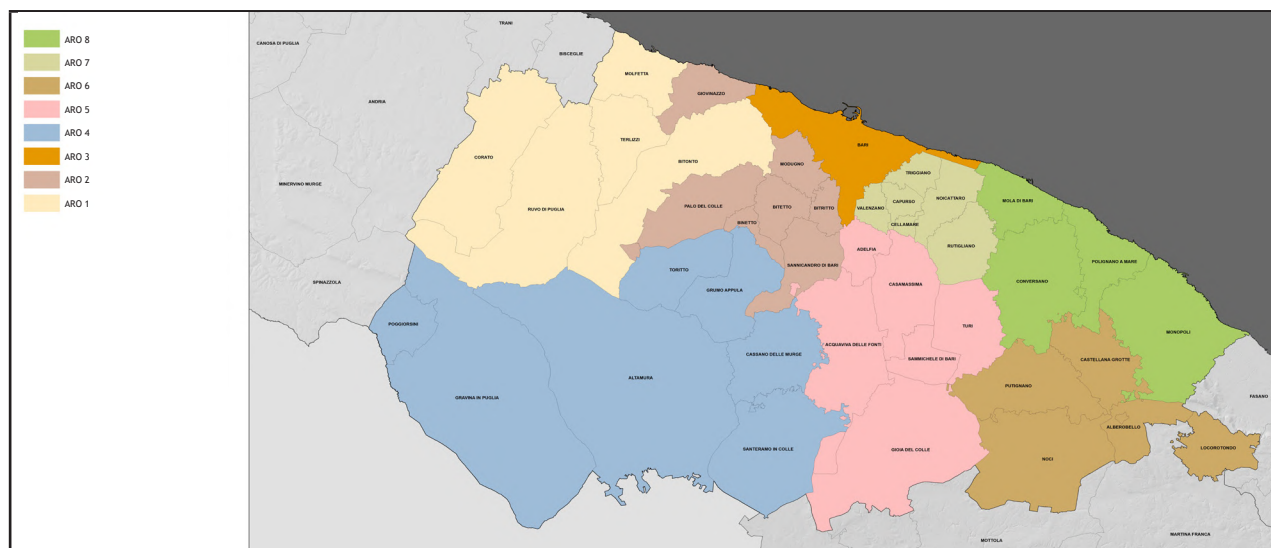 ARO 8
ARO 7
ARO 6
ARO 5
ARO 4
ARO 3
ARO 2
ARO 1
TRANI
CANOSA DI PUGLIA
BISCEGLIE
MOLFETTA
GIOVINAZZO
ANDRIA
TERLIZZI
BARI
CORATO
BITONTO
MODUGNO
TRIGGIANO
MINERVINO MURGE
CAPURSO
NOICATTARO
MOLA DI BARI
RUVO DI PUGLIA
PALO DEL COLLE
BITETTO
BITRITTO
VALENZANO
BINETTO
CELLAMARE
RUTIGLIANO
ADELFIA
POLIGNANO A MARE
SANNICANDRO DI BARI
TORITTO
SPINAZZOLA
CASAMASSIMA
CONVERSANO
GRUMO APPULA
POGGIORSINI
TURI
MONOPOLI
ACQUAVIVA DELLE FONTI
CASSANO DELLE MURGE
SAMMICHELE DI BARI
CASTELLANA GROTTE
ALTAMURA
PUTIGNANO
GRAVINA IN PUGLIA
FASANO
ALBEROBELLO
SANTERAMO IN COLLE
GIOIA DEL COLLE
LOCOROTONDO
NOCI
MARTINA FRANCA
MOTTOLA